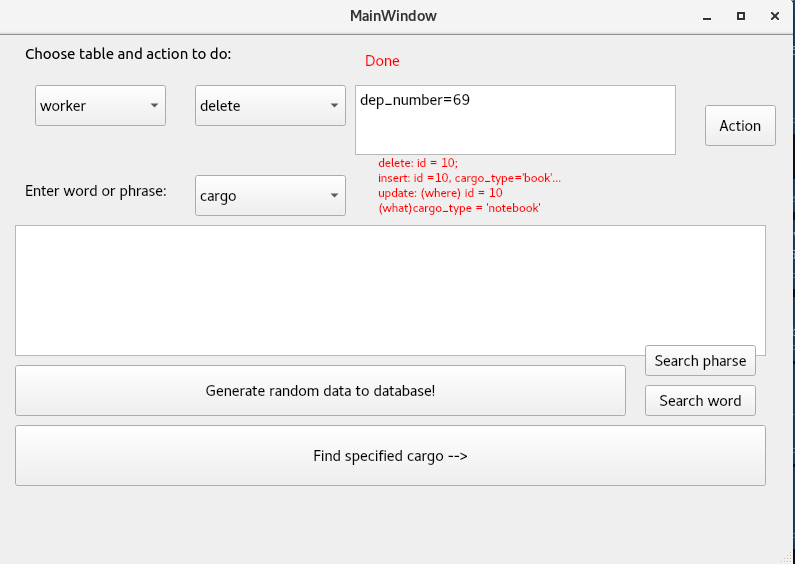 MainWindow
Choose table and action to do:
Done
worker
delete
dep_number=69
Action
delete: id = 10;
insert: id =10, cargo_type='book'...
update: (where) id = 10
(what)cargo_type = 'notebook'
Enter word or phrase:
cargo
Search pharse
Generate random data to database!
Search word
Find specified cargo -->